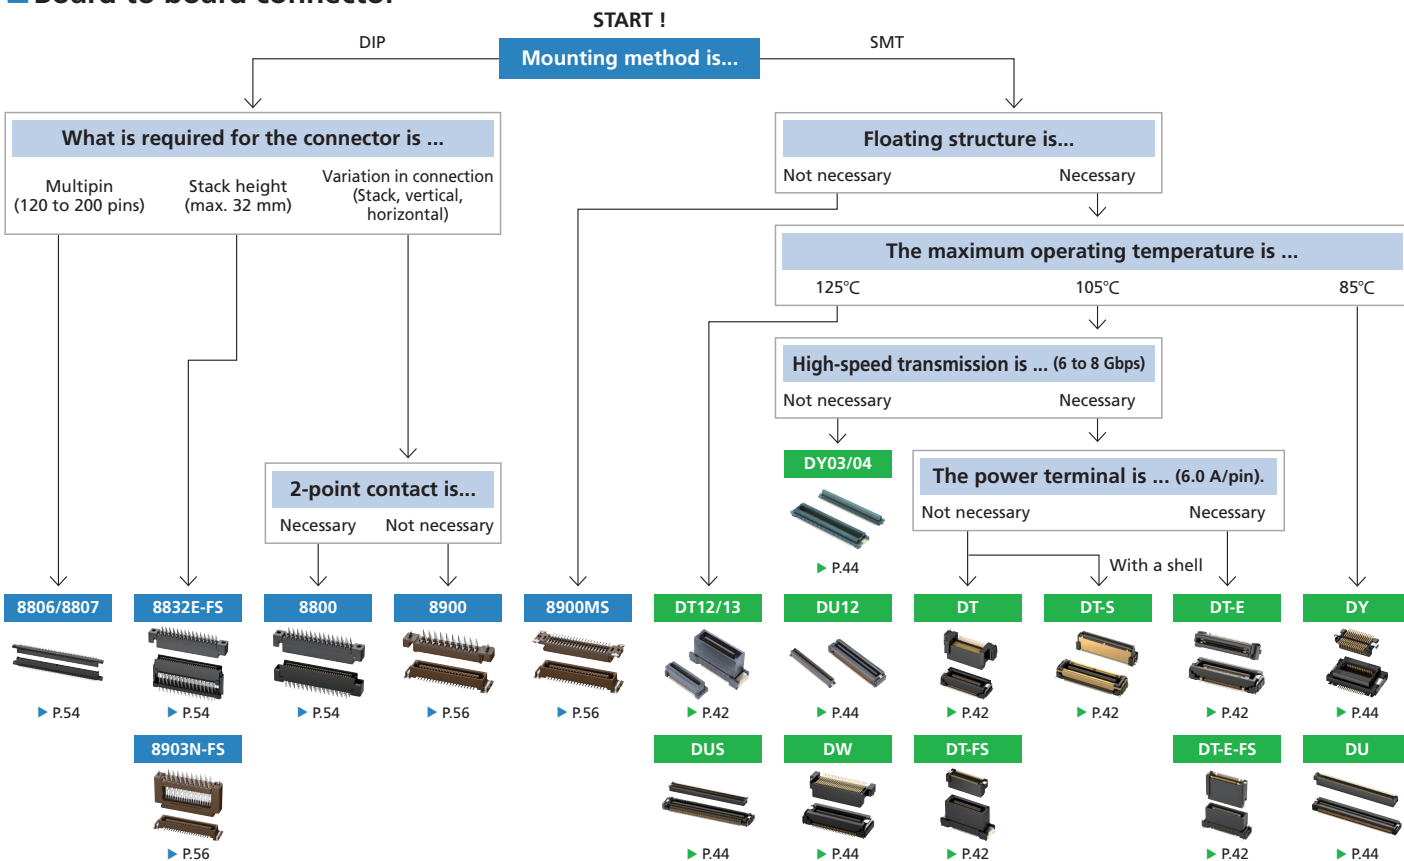 Board to board connector
START !
DIP
SMT
Mounting method is...
What is required for the connector is ...
Multipin
(120 to 200 pins)
Stack height
(max. 32 mm)
Variation in connection
(Stack, vertical,
horizontal)
Floating structure is...
Not necessary
Necessary
The maximum operating temperature is ...
125℃
105℃
85℃
High-speed transmission is ... (6 to 8 Gbps)
Not necessary
Necessary
2-point contact is...
Necessary
Not necessary
DY03/04
▶ P.44
The power terminal is ... (6.0 A/pin).
Not necessary
Necessary
With a shell
8806/8807
8832E-FS
8800
8900
8900MS
DT12/13
DU12
DT
DT-S
DT-E
DY
▶ P.54
▶ P.54
▶ P.54
▶ P.56
▶ P.56
▶ P.42
▶ P.44
▶ P.42
▶ P.42
▶ P.42
▶ P.44
8903N-FS
DUS
DW
DT-FS
DT-E-FS
DU
▶ P.56
▶ P.44
▶ P.44
▶ P.42
▶ P.42
▶ P.44